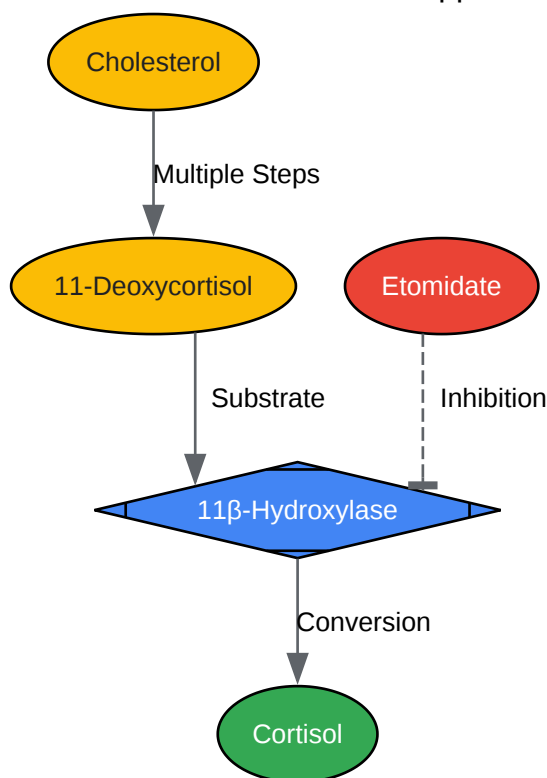 Cholesterol
Multiple Steps
11-Deoxycortisol
Etomidate
Substrate
Inhibition
11β-Hydroxylase
Conversion
Cortisol